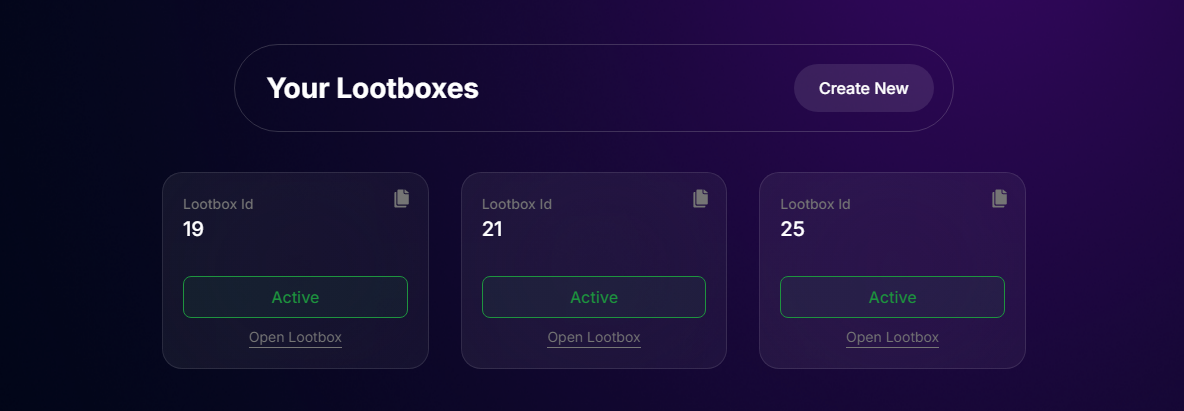 Your Lootboxes
Create New
Lootbox Id
19
Active
Open Lootbox
Lootbox Id
21
Active
Open Lootbox
Lootbox Id
25
Active
Open Lootbox